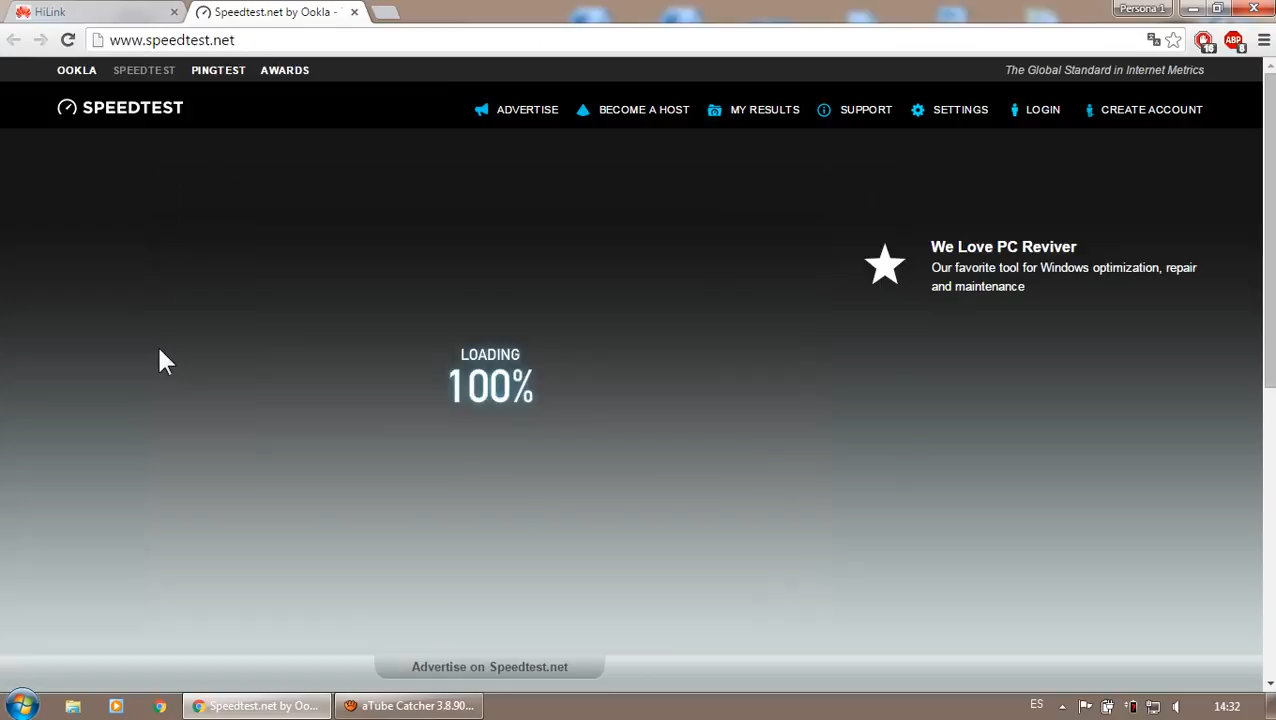 HiLink
Speedtest.net by Ookla -
Persona 1
www.speedtest.net
16
ABP
8
OOKLA SPEEDTEST PINGTEST AWARDS
The Global Standard in Internet Metrics
SPEEDTEST
ADVERTISE BECOME A HOST MY RESULTS SUPPORT SETTINGS LOGIN CREATE ACCOUNT
We Love PC Reviver
Our favorite tool for Windows optimization, repair
and maintenance
LOADING
100%
Advertise on Speedtest.net
Speedtest.net by Oo...
aTube Catcher 3.8.90...
ES
14:32